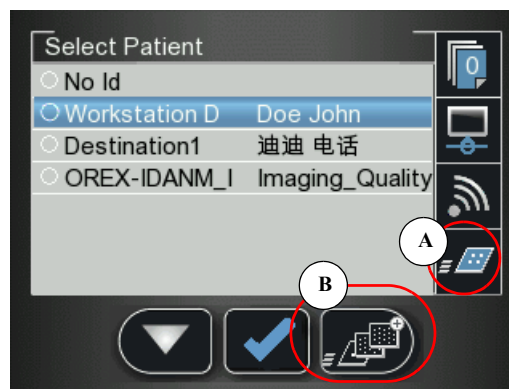 Select Patient
No Id
Workstation D Doe John
Destination1 迪迪 电话
OREX-IDANM_I Imaging_Quality
0
A
B